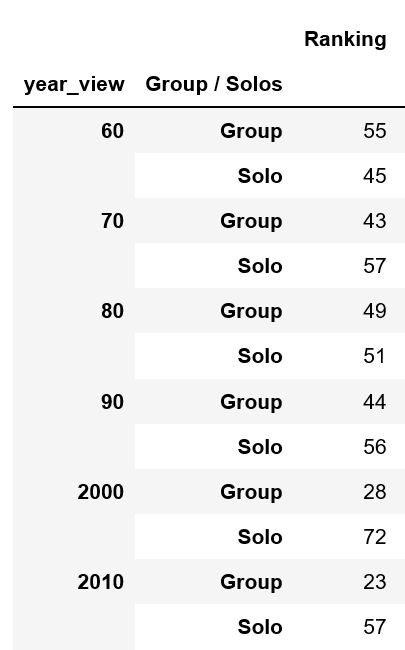 Ranking
year_view Group / Solos
60 Group 55
Solo 45
70 Group 43
Solo 57
80 Group 49
Solo 51
90 Group 44
Solo 56
2000 Group 28
Solo 72
2010 Group 23
Solo 57